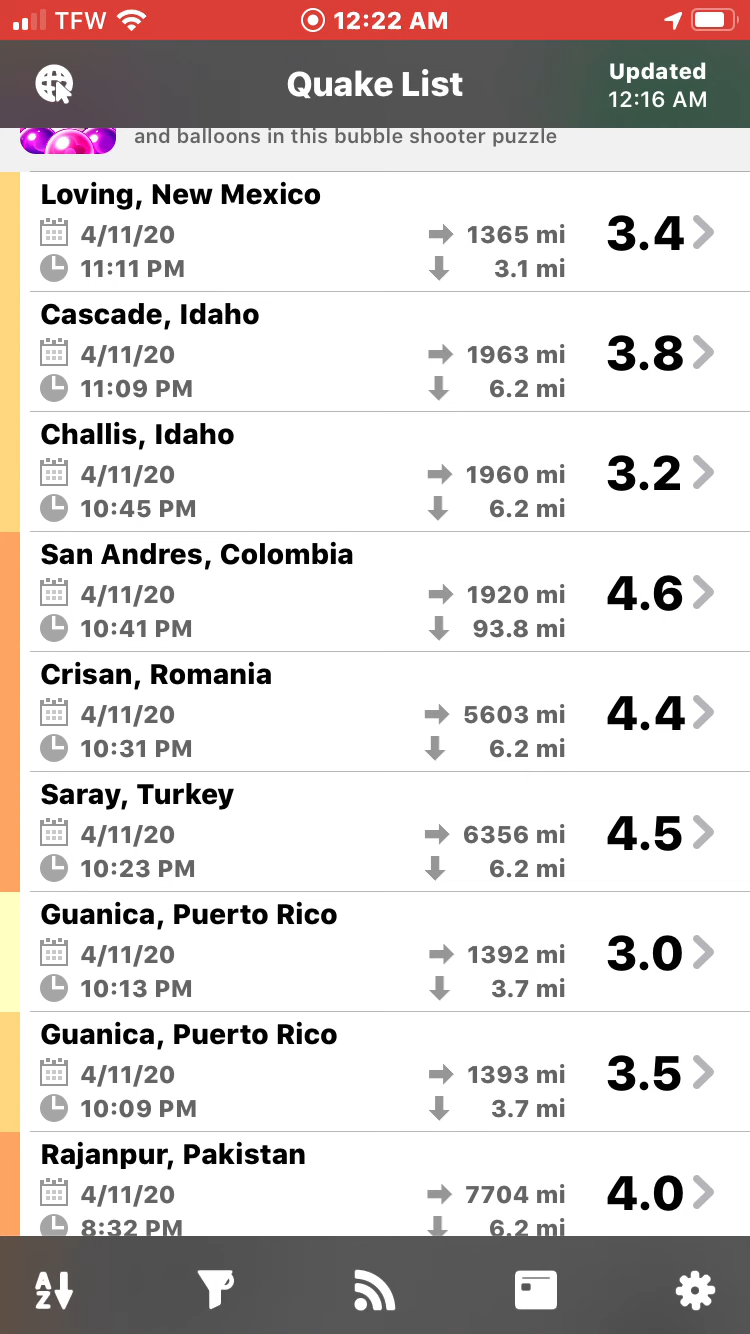 TFW 12:22 AM
Quake List
Updated
12:16 AM
and balloons in this bubble shooter puzzle
Loving, New Mexico
4/11/20 1365 mi 3.4
11:11 PM 3.1 mi
Cascade, Idaho
4/11/20 1963 mi 3.8
11:09 PM 6.2 mi
Challis, Idaho
4/11/20 1960 mi 3.2
10:45 PM 6.2 mi
San Andres, Colombia
4/11/20 1920 mi 4.6
10:41 PM 93.8 mi
Crisan, Romania
4/11/20 5603 mi 4.4
10:31 PM 6.2 mi
Saray, Turkey
4/11/20 6356 mi 4.5
10:23 PM 6.2 mi
Guanica, Puerto Rico
4/11/20 1392 mi 3.0
10:13 PM 3.7 mi
Guanica, Puerto Rico
4/11/20 1393 mi 3.5
10:09 PM 3.7 mi
Rajanpur, Pakistan
4/11/20 7704 mi 4.0
8:32 PM 6.2 mi
A
Z